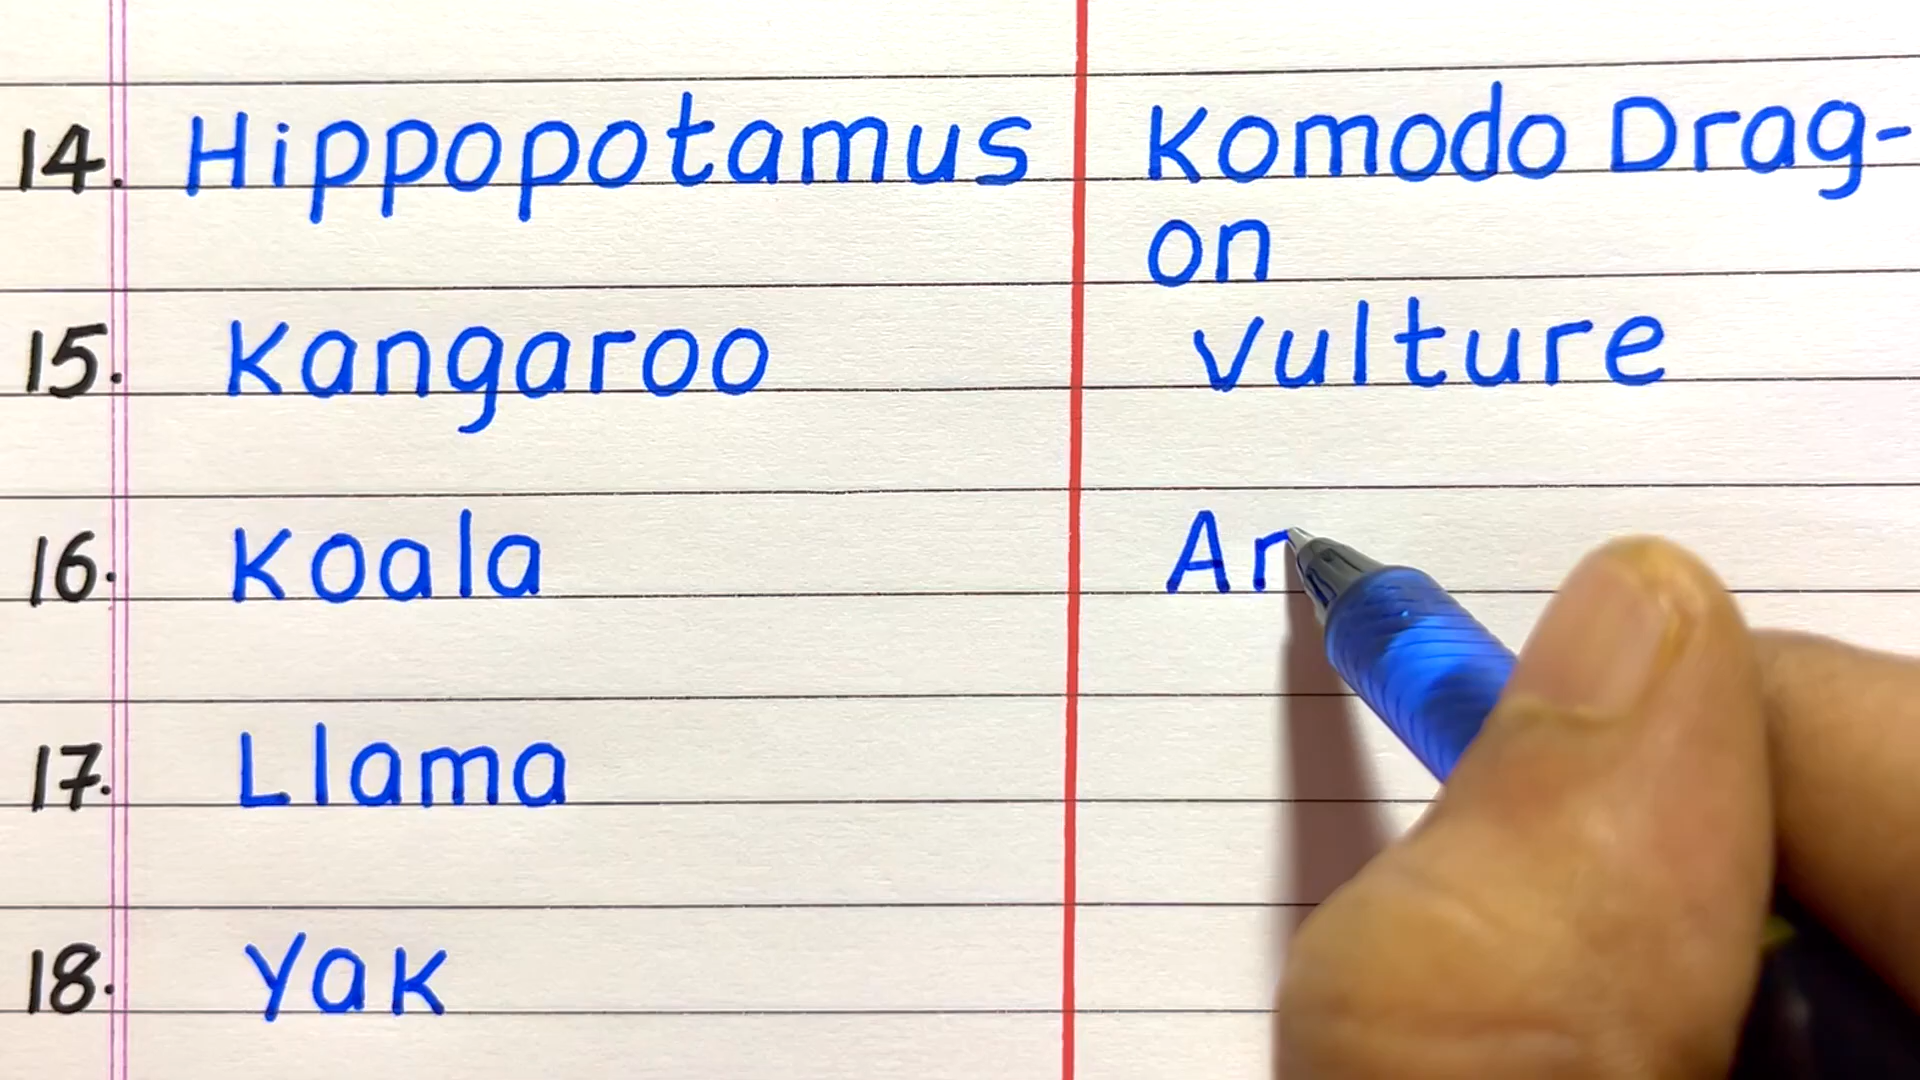 14. Hippopotamus Komodo Drag-
on
15. Kangaroo Vulture
16. Koala Ar
17. Llama
18. Yak